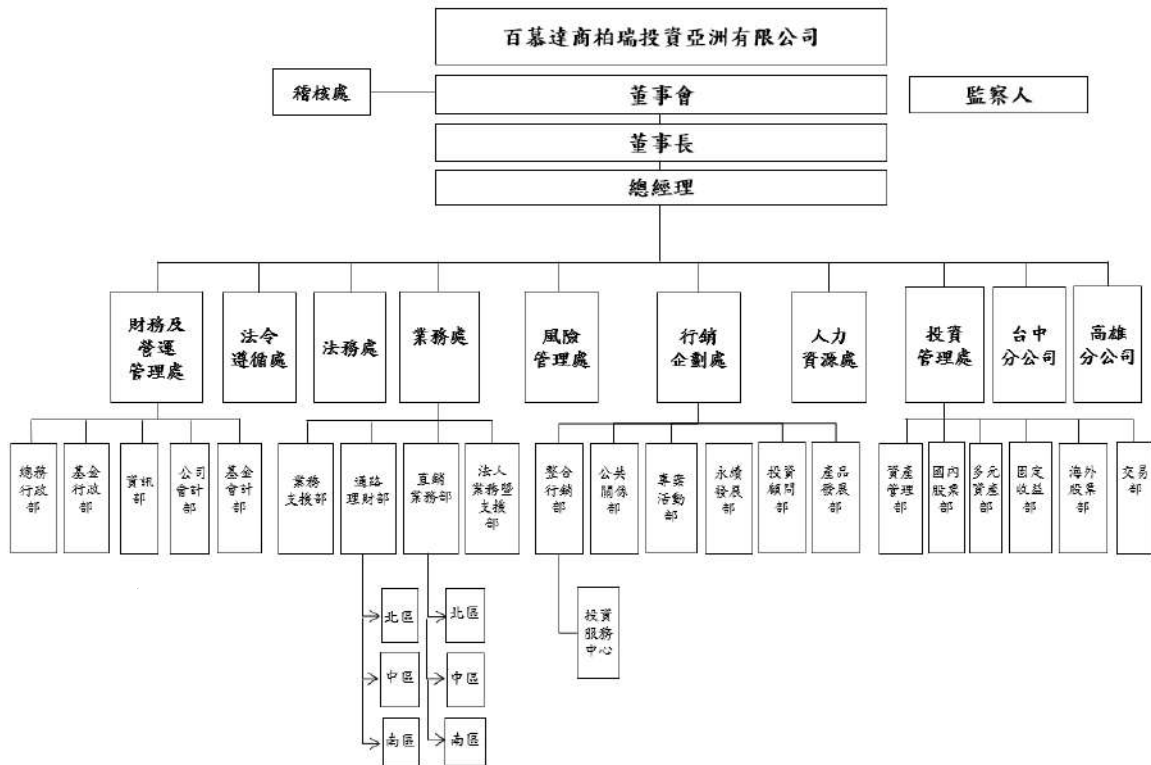 百慕達商柏瑞投資亞洲有限公司
稽核處
董事會
監察人
董事長
總經理
財務及
營運
管理處
法令
遵循處
法務處
業務處
風險
管理處
行銷
企劃處
人力
資源處
投資
管理處
台中
分公司
高雄
分公司
總務
行政
部
基金
行政
部
資訊
部
公司
會計
部
基金
會計
部
業務
支援部
通路
理財部
直銷
業務部
法人
業務暨
支援
部
整合
行銷
部
公共
關係
部
專案
活動
部
永續
發展
部
投資
顧問
部
產品
發展
部
資產
管理
部
國內
股票
部
多元
資產
部
固定
收益
部
海外
股票
部
交易
部
北區
中區
南區
北區
中區
南區
投資
服務
中心